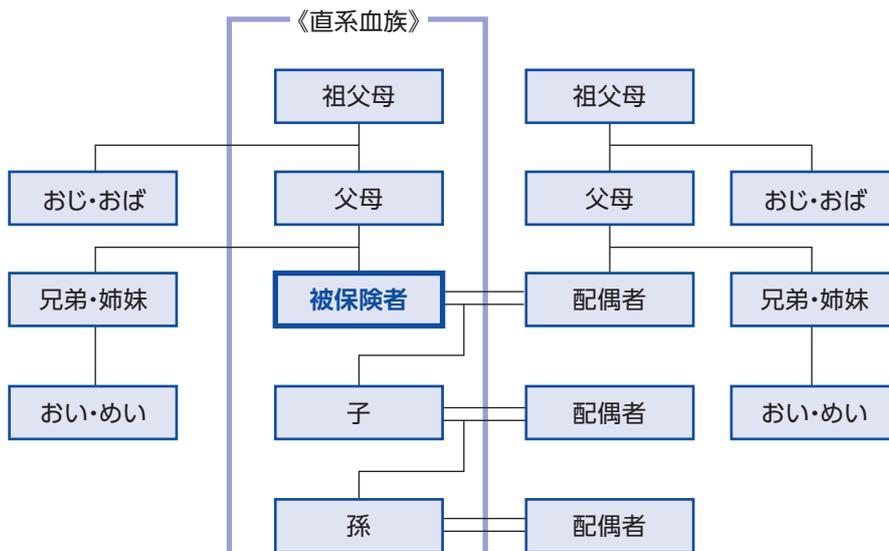 《直系血族》
祖父母
祖父母
おじ・おば
父母
父母
おじ・おば
兄弟・姉妹
被保険者
配偶者
兄弟・姉妹
おい・めい
子
配偶者
おい・めい
孫
配偶者